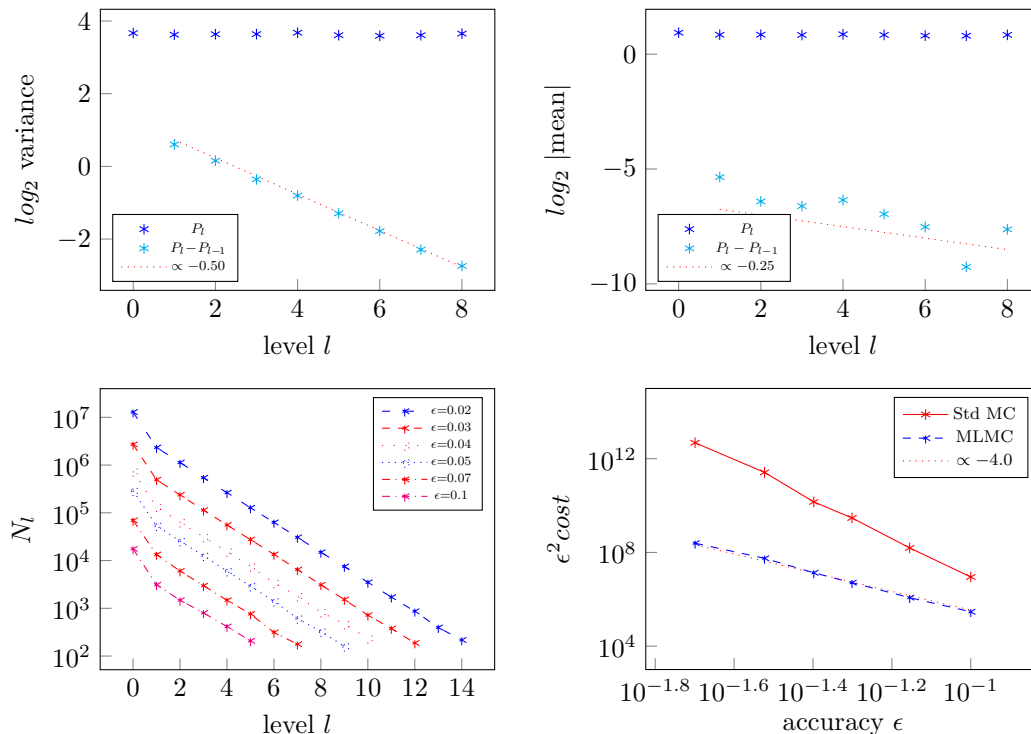 4
2
0
−2
log₂ variance
0 2 4 6 8
level l
P_l
P_l−P_{l−1}
∝ −0.50
0
−5
−10
log₂ |mean|
0 2 4 6 8
level l
P_l
P_l − P_{l−1}
∝ −0.25
10^7
10^6
10^5
10^4
10^3
10^2
N_l
0 2 4 6 8 10 12 14
level l
ϵ=0.02
ϵ=0.03
ϵ=0.04
ϵ=0.05
ϵ=0.07
ϵ=0.1
10^12
10^8
10^4
ϵ²cost
10^−1.8 10^−1.6 10^−1.4 10^−1.2 10^−1
accuracy ϵ
Std MC
MLMC
∝ −4.0